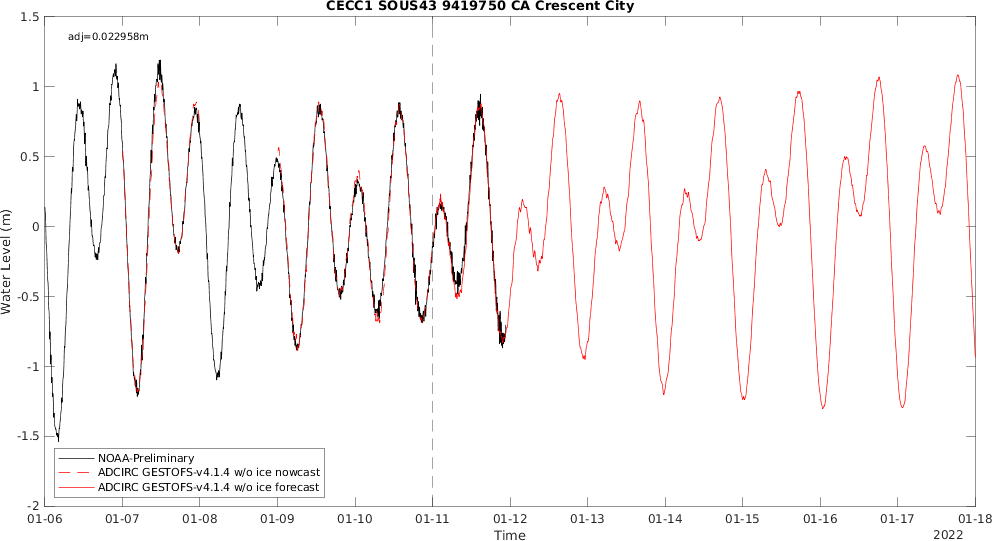 CECC1 SOUS43 9419750 CA Crescent City
adj=0.022958m
1.5
1
0.5
0
-0.5
-1
-1.5
-2
Water Level (m)
NOAA-Preliminary
ADCIRC GESTOFS-v4.1.4 w/o ice nowcast
ADCIRC GESTOFS-v4.1.4 w/o ice forecast
01-06 01-07 01-08 01-09 01-10 01-11 01-12 01-13 01-14 01-15 01-16 01-17 01-18
Time
2022